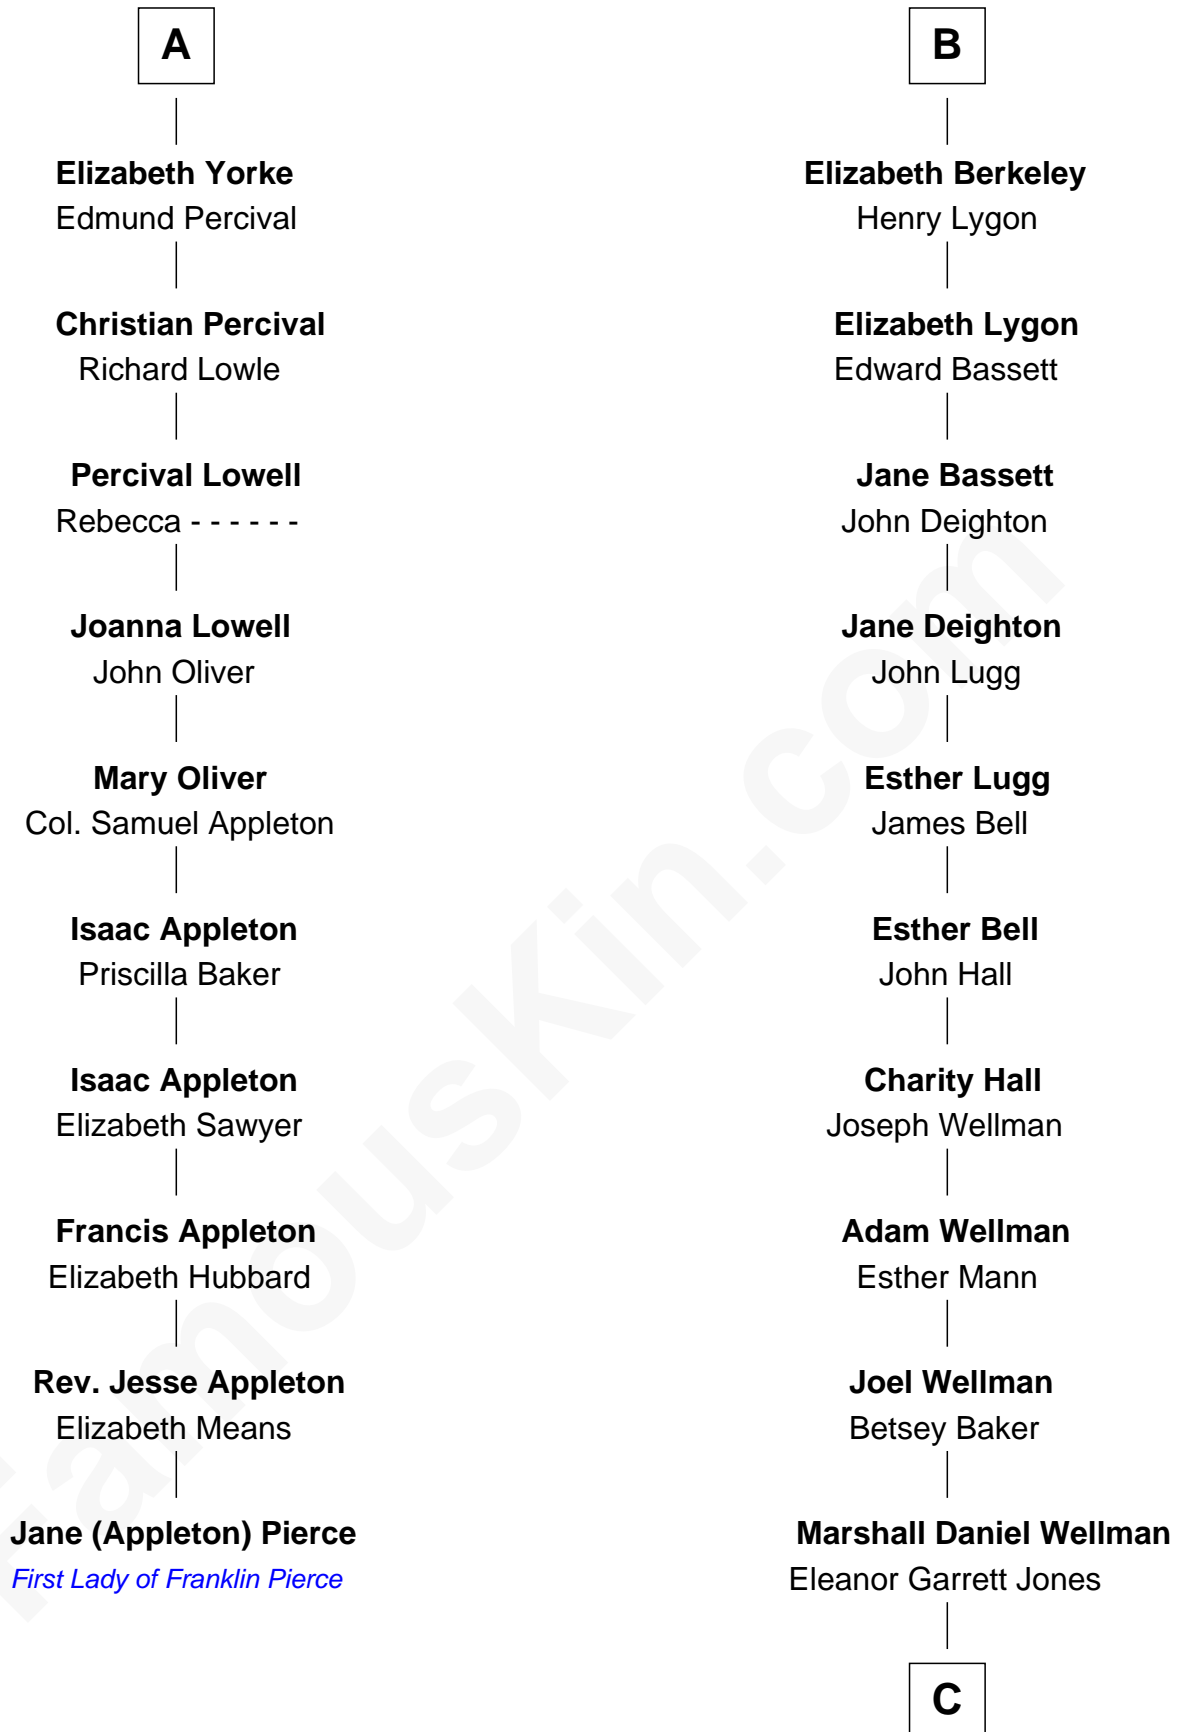 A
Elizabeth Yorke
Edmund Percival
Christian Percival
Richard Lowle
Percival Lowell
Rebecca - - - - - -
Joanna Lowell
John Oliver
Mary Oliver
Col. Samuel Appleton
Isaac Appleton
Priscilla Baker
Isaac Appleton
Elizabeth Sawyer
Francis Appleton
Elizabeth Hubbard
Rev. Jesse Appleton
Elizabeth Means
Jane (Appleton) Pierce
First Lady of Franklin Pierce
B
Elizabeth Berkeley
Henry Lygon
Elizabeth Lygon
Edward Bassett
Jane Bassett
John Deighton
Jane Deighton
John Lugg
Esther Lugg
James Bell
Esther Bell
John Hall
Charity Hall
Joseph Wellman
Adam Wellman
Esther Mann
Joel Wellman
Betsey Baker
Marshall Daniel Wellman
Eleanor Garrett Jones
C
FamousKin.com